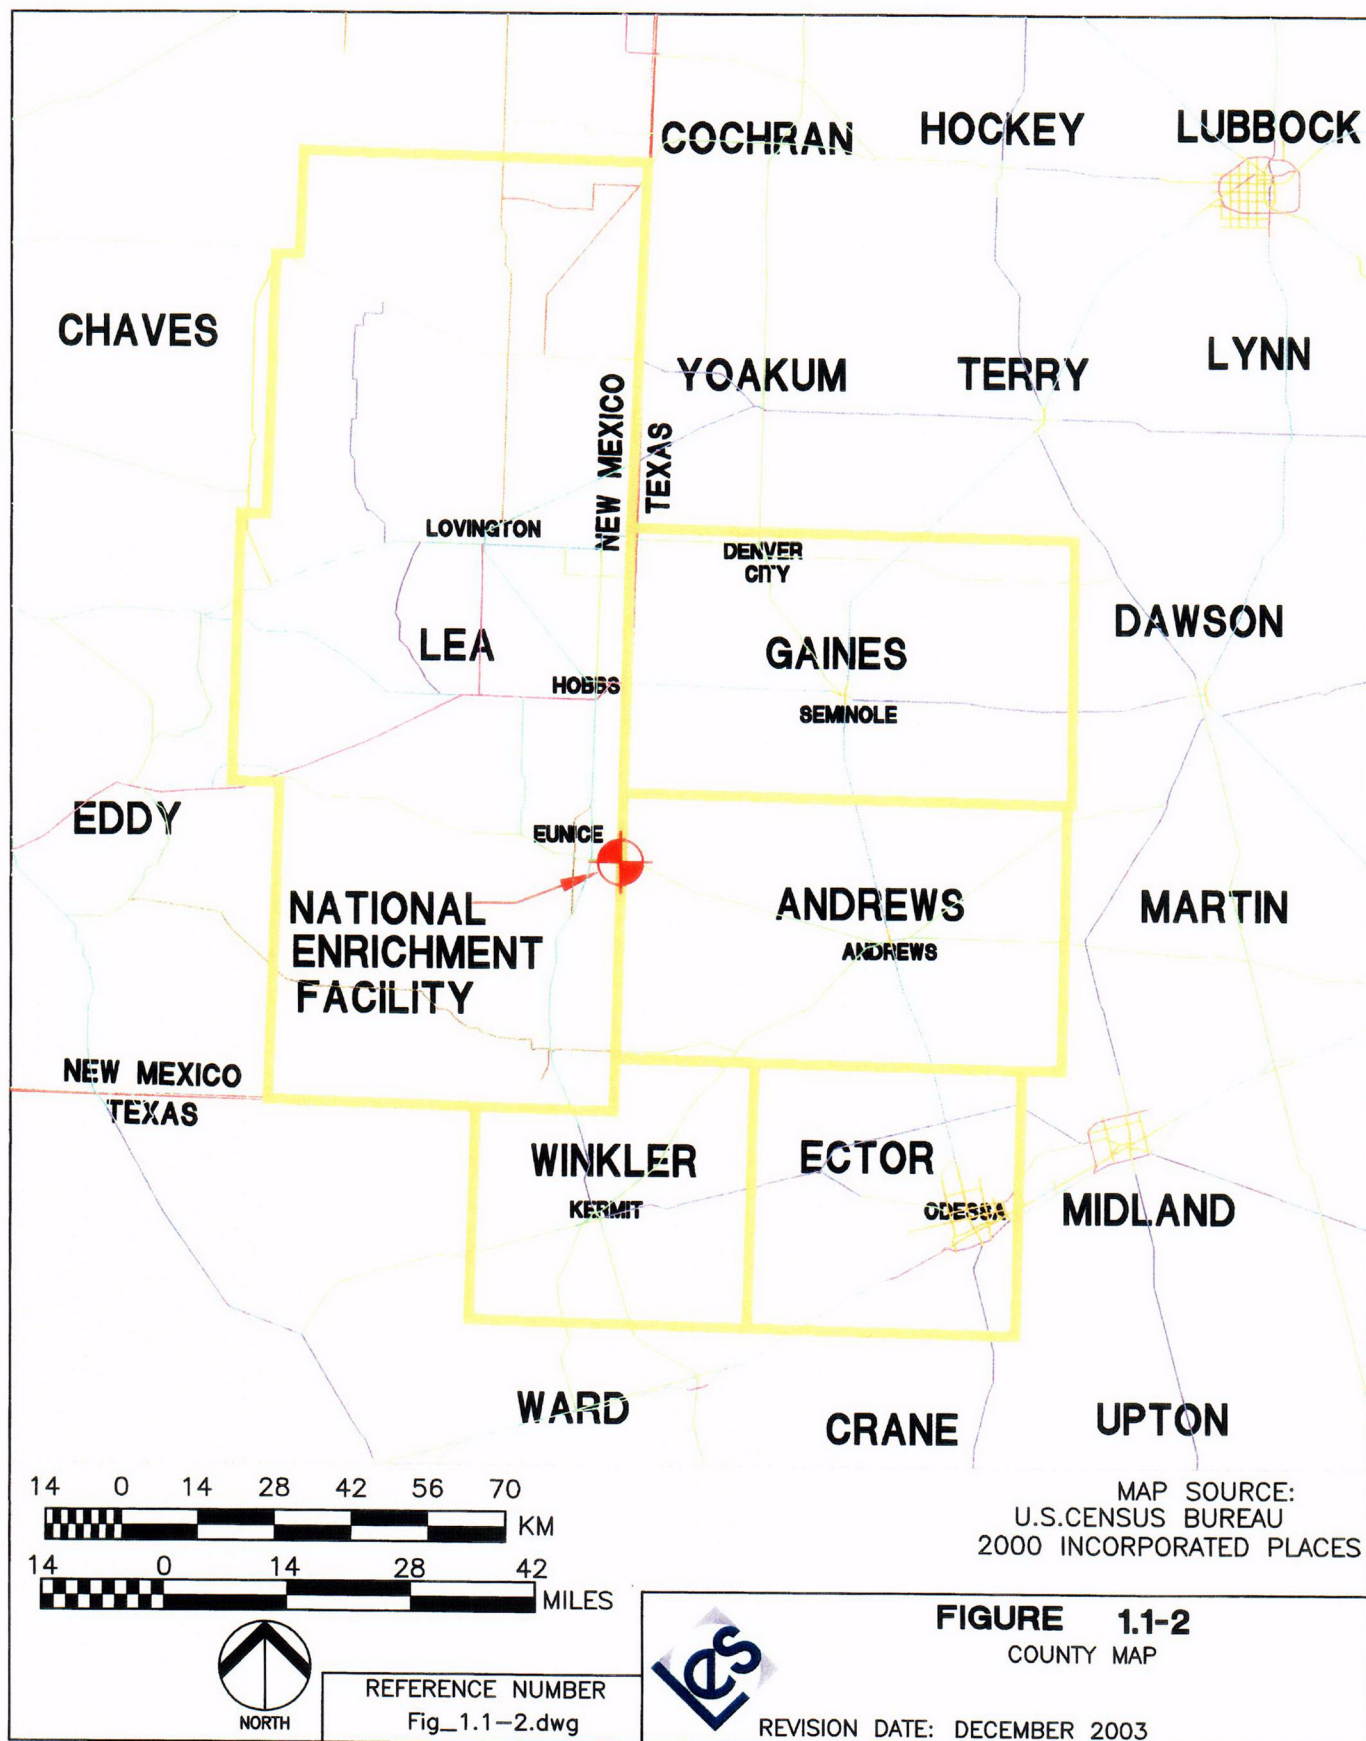 COCHRAN
HOCKEY
LUBBOCK
CHAVES
YOAKUM
TERRY
LYNN
NEW MEXICO
TEXAS
LOVINGTON
DENVER
CITY
LEA
GAINES
DAWSON
HOBBS
SEMINOLE
EDDY
EUNICE
NATIONAL
ENRICHMENT
FACILITY
ANDREWS
ANDREWS
MARTIN
NEW MEXICO
TEXAS
WINKLER
KERMIT
ECTOR
ODESSA
MIDLAND
WARD
CRANE
UPTON
14 0 14 28 42 56 70
KM
14 0 14 28 42
MILES
MAP SOURCE:
U.S.CENSUS BUREAU
2000 INCORPORATED PLACES
NORTH
REFERENCE NUMBER
Fig_1.1-2.dwg
Les
FIGURE 1.1-2
COUNTY MAP
REVISION DATE: DECEMBER 2003